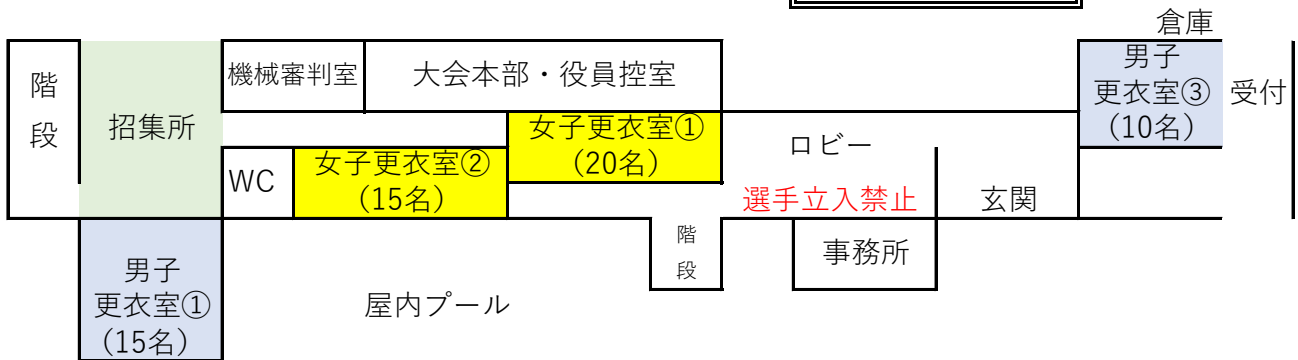 倉庫
階
段
招集所
機械審判室
大会本部・役員控室
男子
更衣室③
(10名)
受付
女子更衣室①
(20名)
ロビー
WC
女子更衣室②
(15名)
選手立入禁止
玄関
階
段
事務所
男子
更衣室①
(15名)
屋内プール